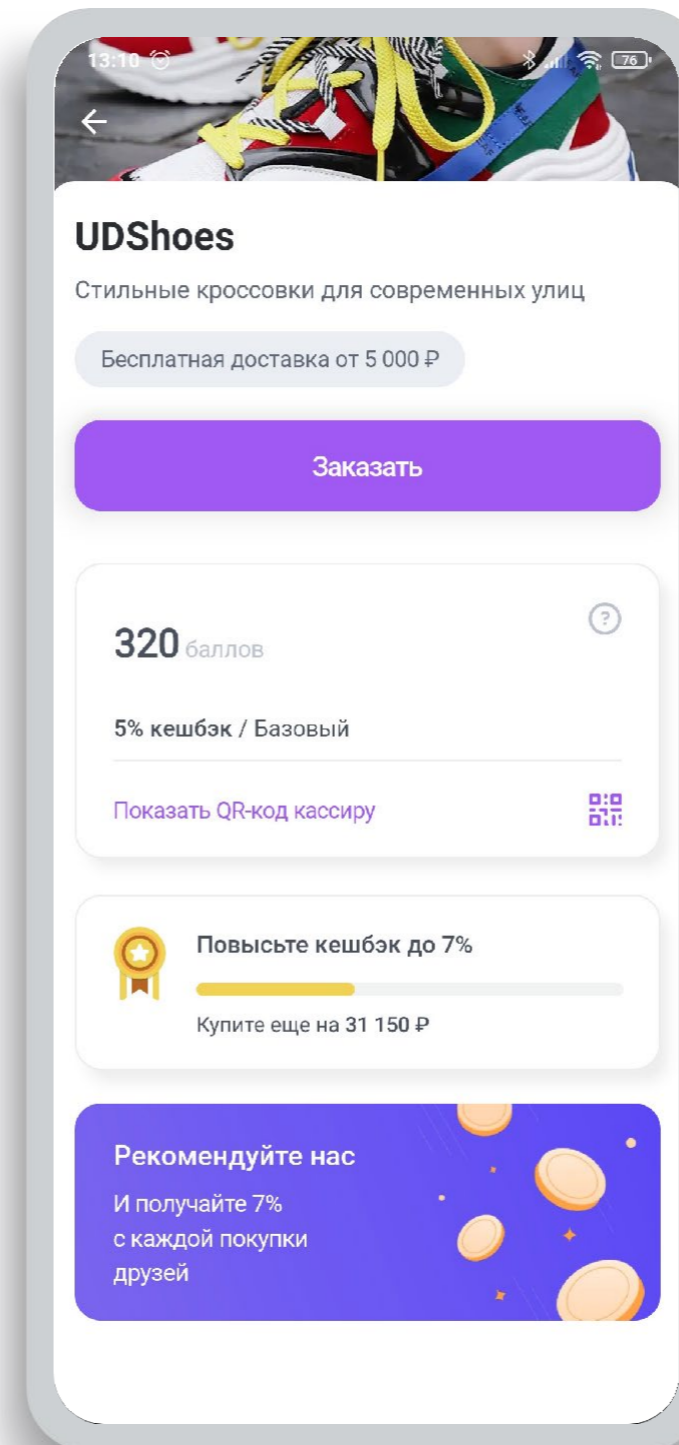 13:10
76
UDShoes
Стильные кроссовки для современных улиц
Бесплатная доставка от 5 000 ₽
Заказать
320 баллов
?
5% кешбэк / Базовый
Показать QR-код кассиру
Повысьте кешбэк до 7%
Купите еще на 31 150 ₽
Рекомендуйте нас
И получайте 7%
с каждой покупки
друзей